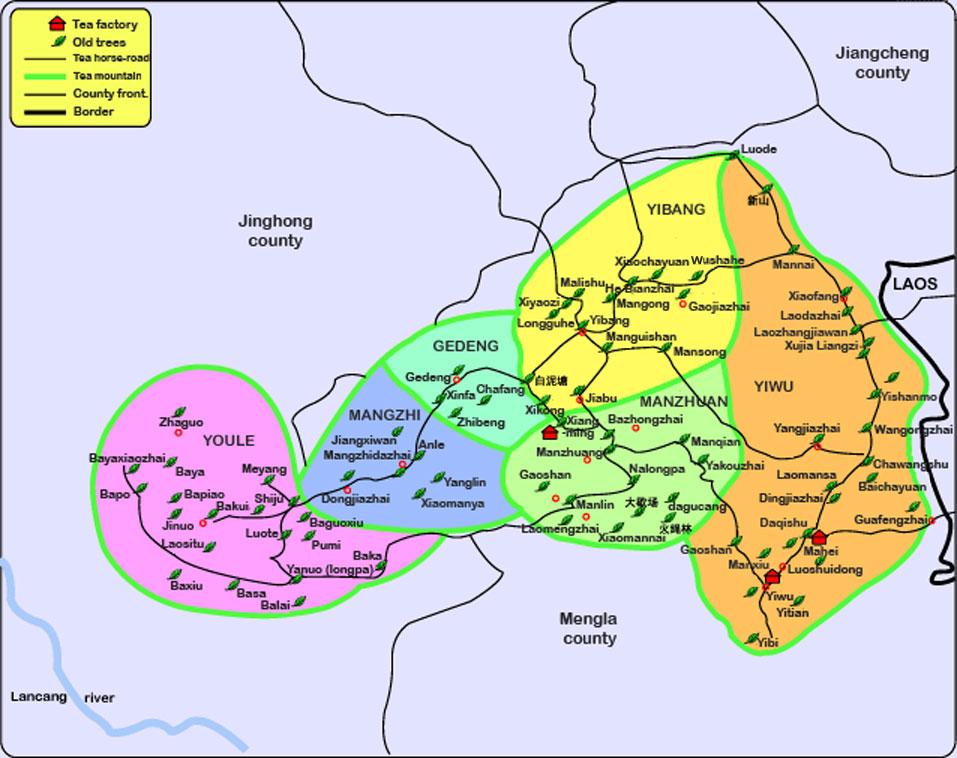 Tea factory
Old trees
Tea horse-road
Tea mountain
County front.
Border
Jiangcheng
county
Jinghong
county
Mengla
county
LAOS
Lancang river
Luode
新山
YIBANG
Mannai
Xiaochayuan
Wushahe
Malishu
He Bianzhai
Xiyaozi
Mangong
Gaojiazhai
Longguhe
Yibang
Manguishan
Mansong
白泥塘
Jiabu
Xiaofang
Laodazhai
Laozhangjiawan
Xujia Liangzi
YIWU
Yishanmo
Yangjiazhai
Wangongzhai
Chawangshu
Laomansa
Baichayuan
Dingjiazhai
Guafengzhai
Daqishu
Mahei
Gaoshan
Manxiu
Luoshuidong
Yiwu
Yitian
Yibi
GEDENG
Gedeng
Chafang
Xinfa
Zhibeng
Xikong
Xiang
-ming
MANZHUAN
Bazhongzhai
Manqian
Manzhuang
Yakouzhai
Nalongpa
Gaoshan
Manlin
大歇场
dagucang
Laomengzhai
火绳林
Xiaomannai
MANGZHI
Jiangxiwan
Anle
Mangzhidazhai
Dongjiazhai
Yanglin
Xiaomanya
YOULE
Zhaguo
Bayaxiaozhai
Baya
Meyang
Bapo
Bapiao
Shiju
Bakui
Jinuo
Baguoxiu
Luote
Pumi
Laositu
Baka
Yanuo (longpa)
Baxiu
Basa
Balai